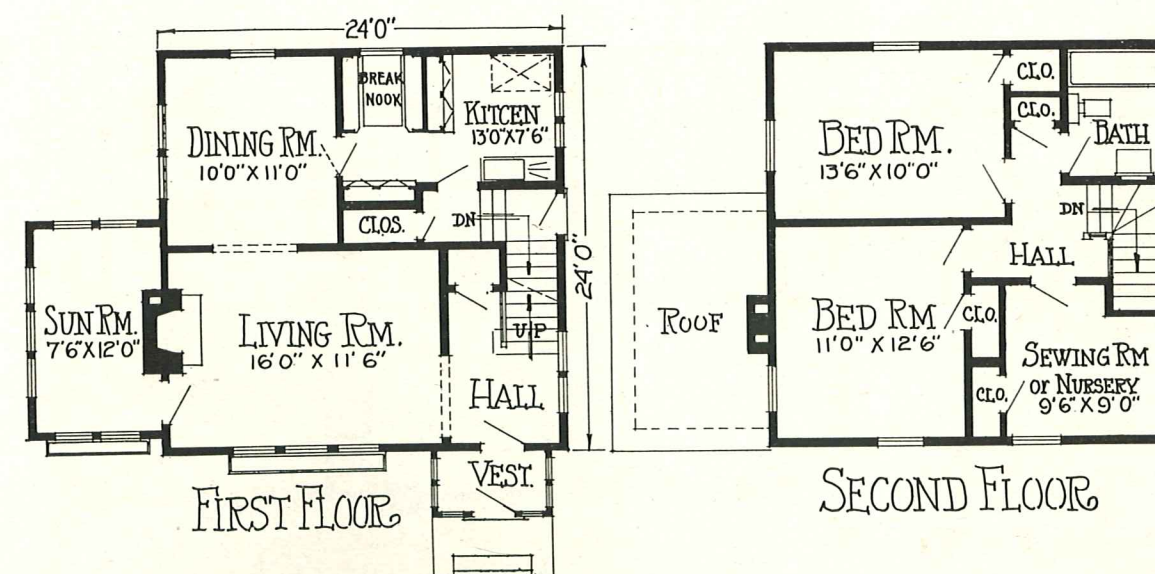 24'0"
BREAK
NOOK
KITCEN
13'0"X7'6"
DINING RM.
10'0" X 11'0"
CLOS.
DN
24'0"
SUN RM.
7'6"X12'0"
LIVING RM.
16'0" X 11'6"
UP
HALL
VEST.
FIRST FLOOR
CLO.
CLO.
BATH
BED RM.
13'6"X10'0"
DN
HALL
ROOF
BED RM
11'0" X 12'6"
CLO.
SEWING RM
OR NURSERY
9'6"X9'0"
CLO.
SECOND FLOOR